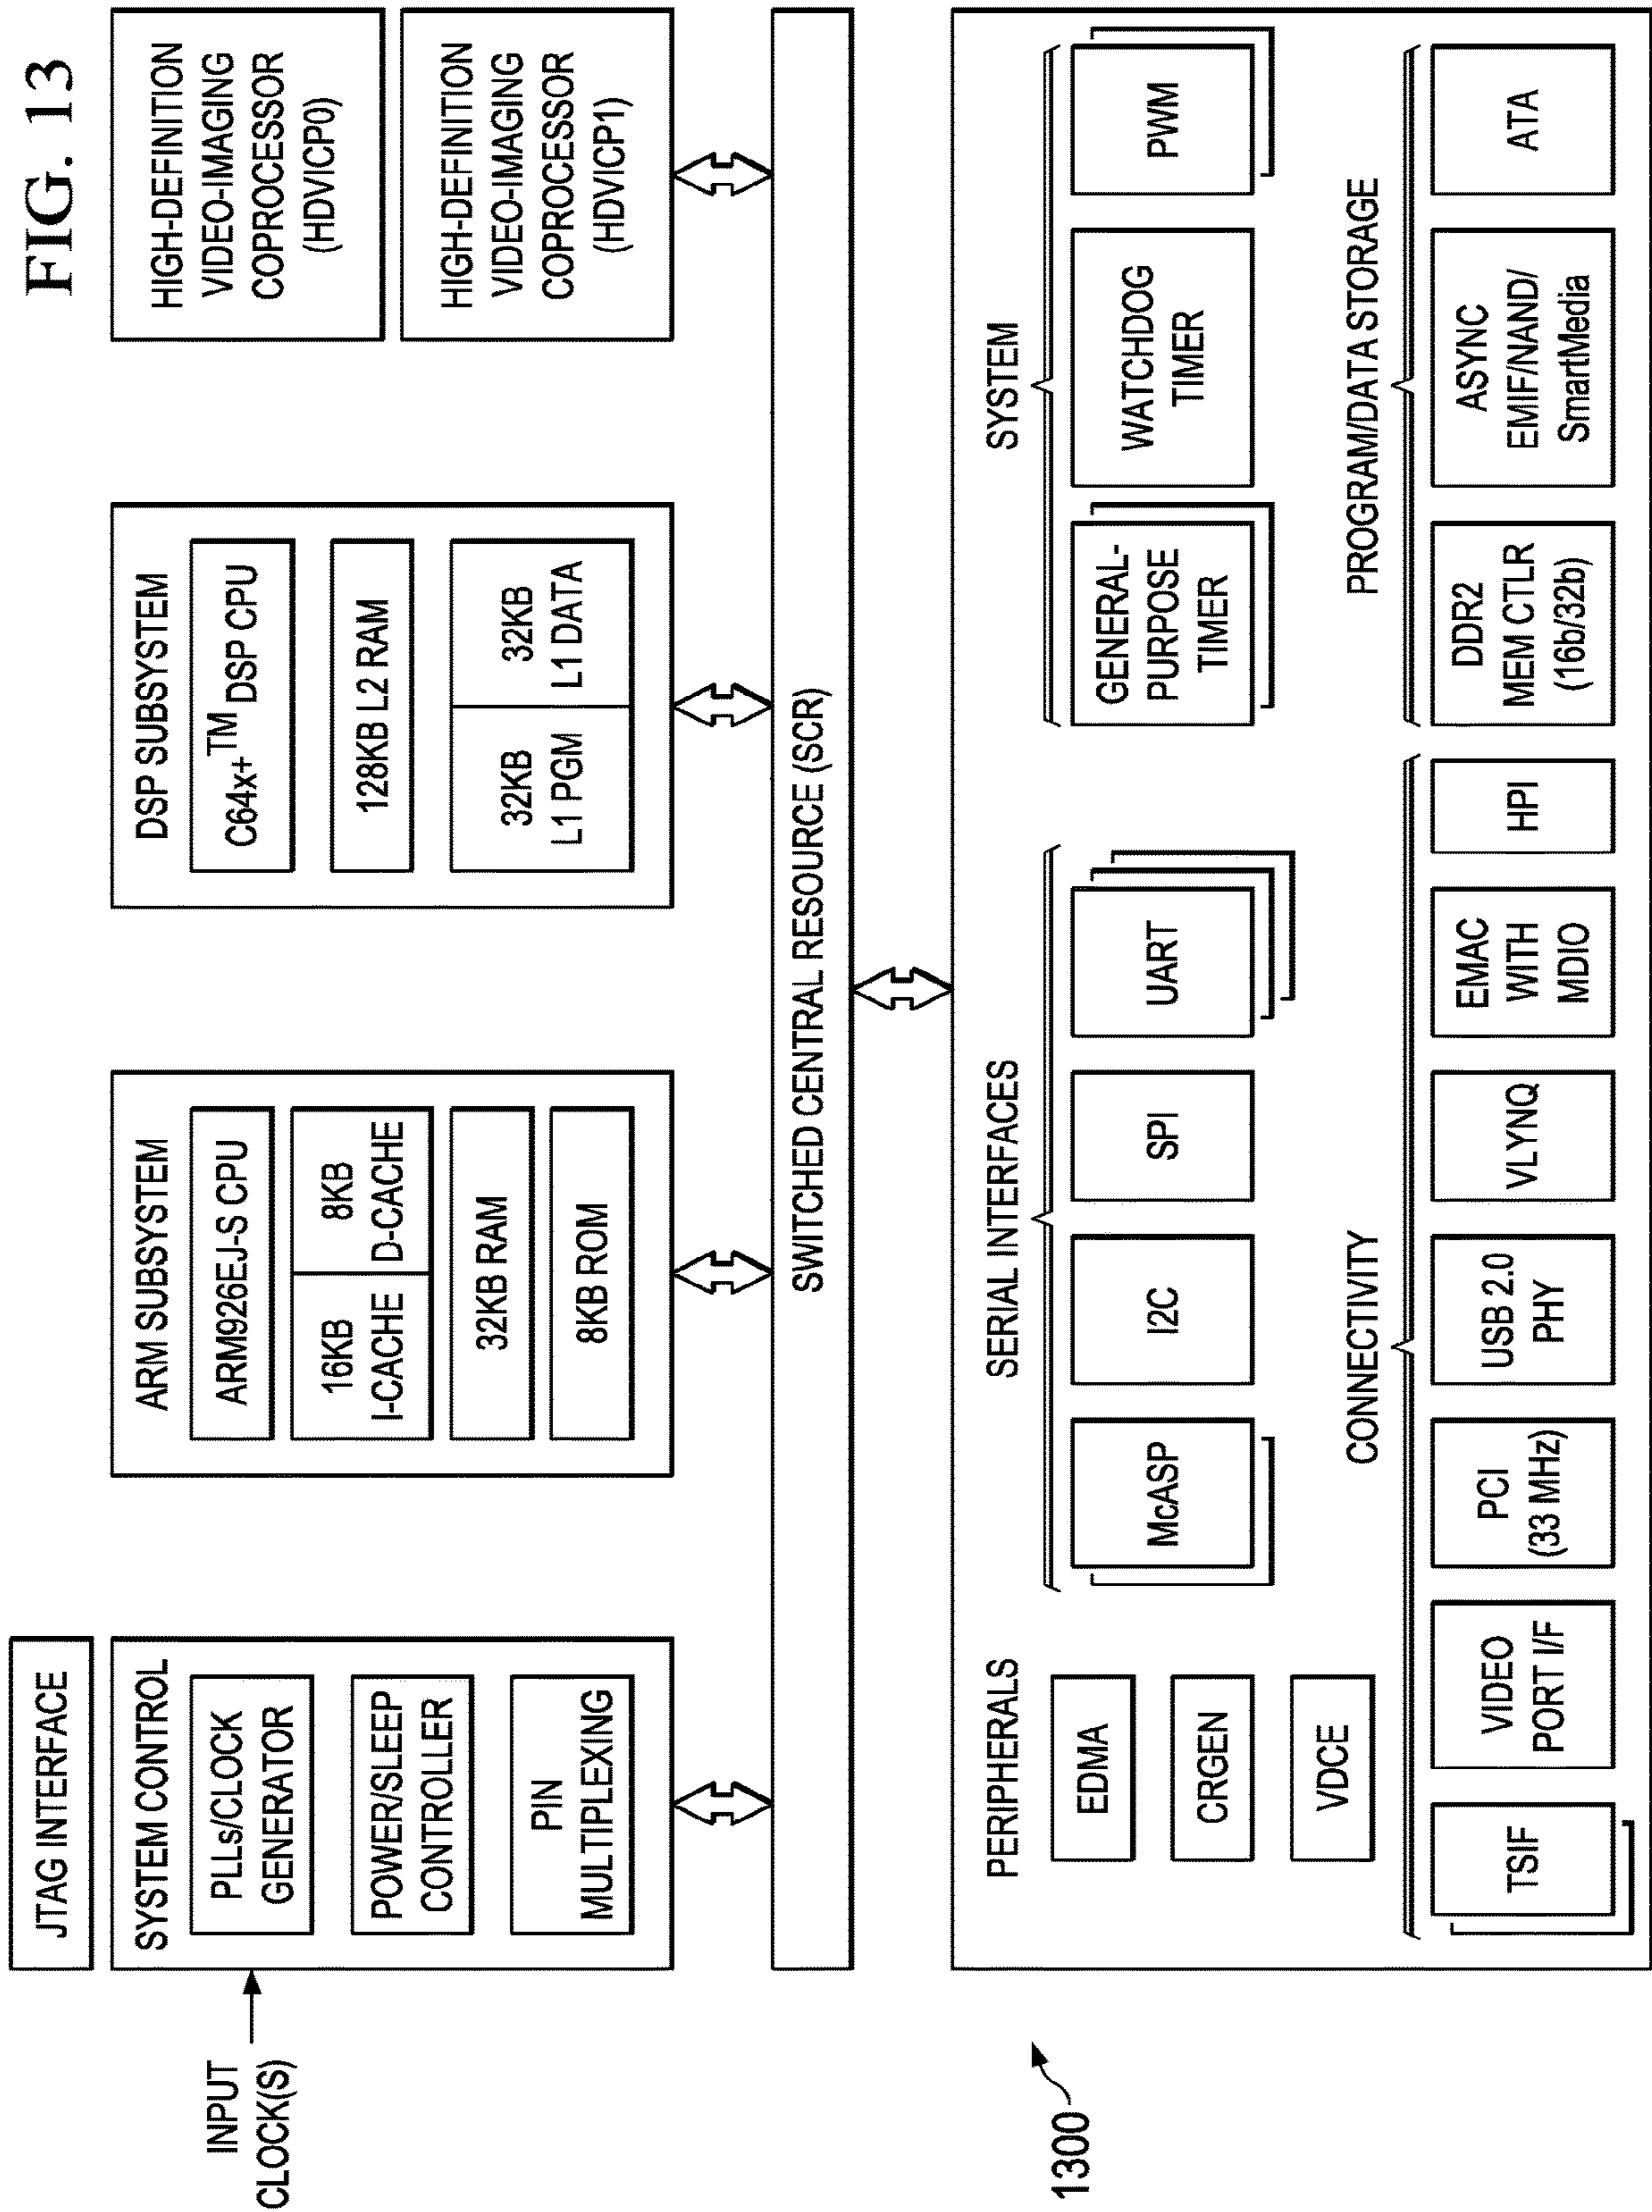 FIG. 13
JTAG INTERFACE
INPUT
CLOCK(S)
SYSTEM CONTROL
PLLs/CLOCK
GENERATOR
POWER/SLEEP
CONTROLLER
PIN
MULTIPLEXING
ARM SUBSYSTEM
ARM926EJ-S CPU
16KB
I-CACHE
8KB
D-CACHE
32KB RAM
8KB ROM
DSP SUBSYSTEM
C64x+TM DSP CPU
128KB L2 RAM
32KB
L1 PGM
32KB
L1 DATA
HIGH-DEFINITION
VIDEO-IMAGING
COPROCESSOR
(HDVICP0)
HIGH-DEFINITION
VIDEO-IMAGING
COPROCESSOR
(HDVICP1)
SWITCHED CENTRAL RESOURCE (SCR)
1300
PERIPHERALS
EDMA
CRGEN
VDCE
SERIAL INTERFACES
McASP
I2C
SPI
UART
SYSTEM
GENERAL-
PURPOSE
TIMER
WATCHDOG
TIMER
PWM
CONNECTIVITY
TSIF
VIDEO
PORT I/F
PCI
(33 MHz)
USB 2.0
PHY
VLYNQ
EMAC
WITH
MDIO
HPI
PROGRAM/DATA STORAGE
DDR2
MEM CTLR
(16b/32b)
ASYNC
EMIF/NAND/
SmartMedia
ATA